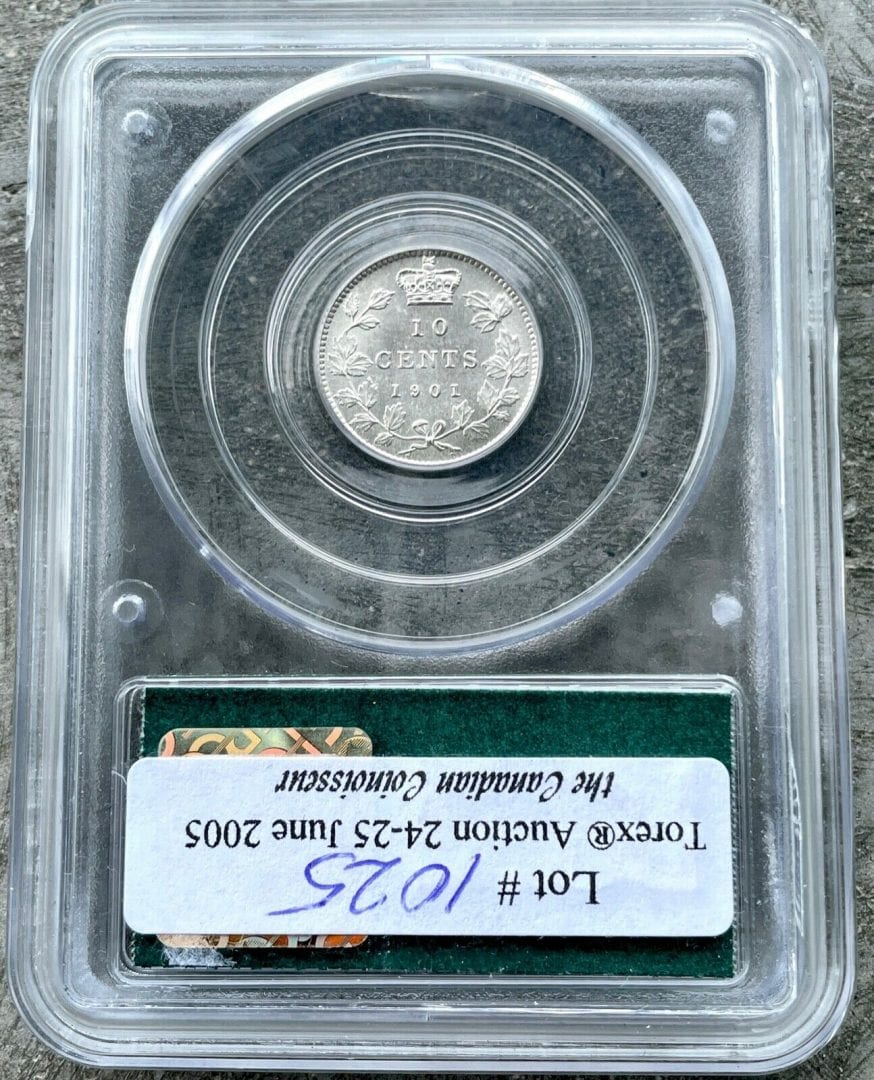 10
CENTS
1901
Lot # 1025
Torex® Auction 24-25 June 2005
the Canadian Coinoisseur